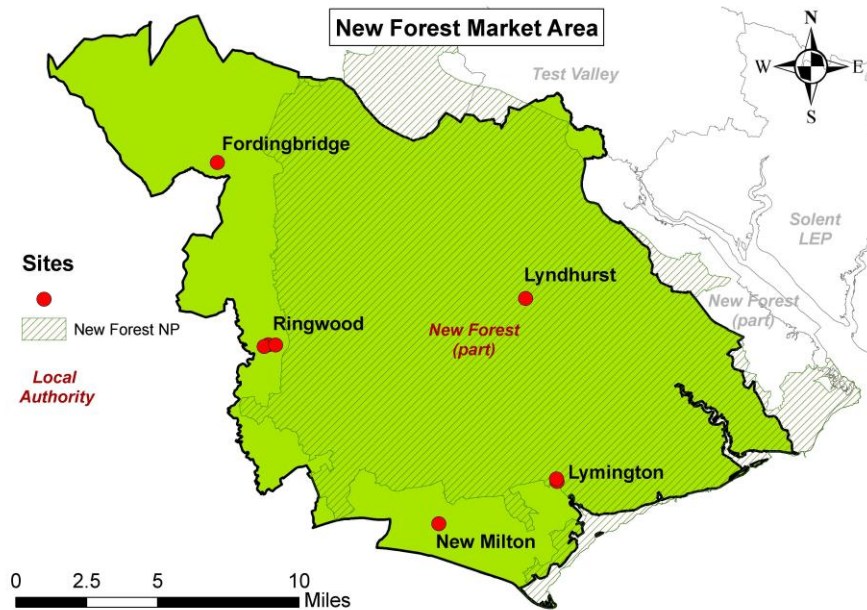 New Forest Market Area
N
W
E
S
Test Valley
Fordingbridge
Solent
LEP
Sites
Lyndhurst
New Forest
(part)
New Forest NP
Ringwood
New Forest
(part)
Local
Authority
Lymington
New Milton
0 2.5 5 10
Miles